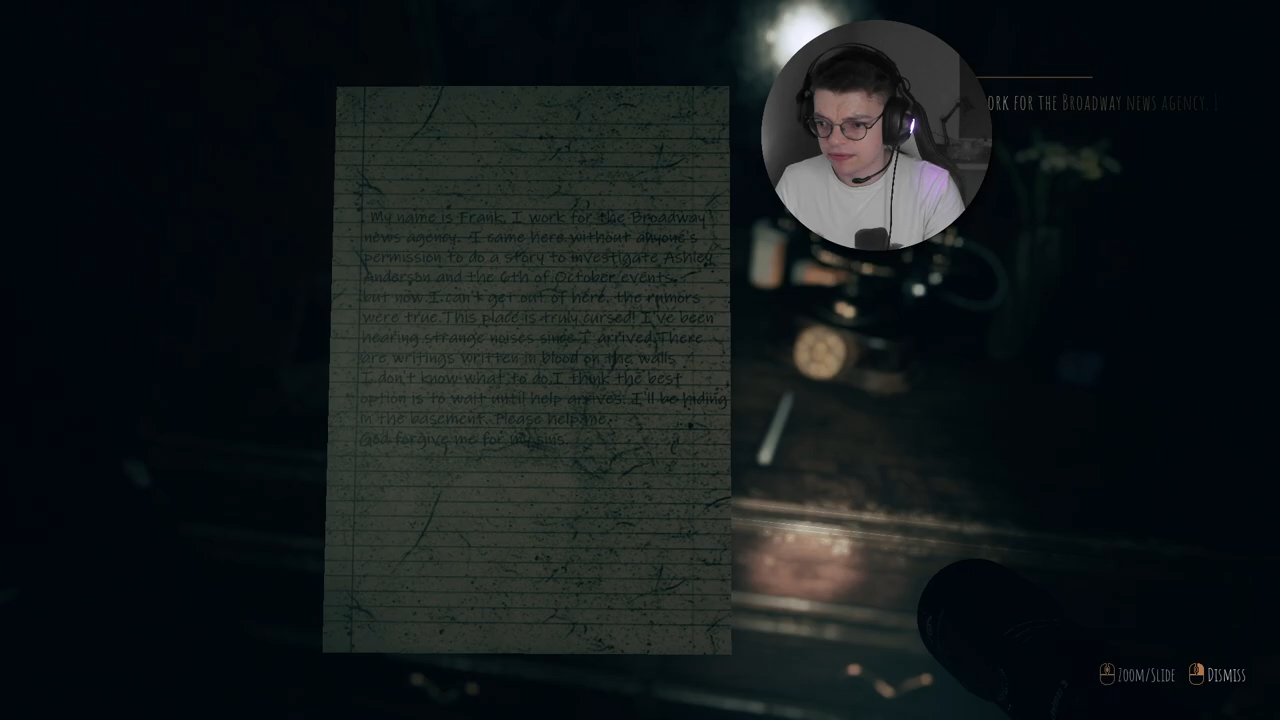 My name is Frank, I work for the Broadway
news agency. I came here without anyone's
permission to do a story to investigate Ashley
Anderson and the 6th of October events.
but now I can't get out of here. the rumors
were true.This place is truly cursed! I've been
hearing strange noises since I arrived.There
are writings written in blood on the walls
I don't know what to do.I think the best
option is to wait until help arrives. I'll be hiding
in the basement. Please help me.
God forgive me for my sins.
ORK FOR THE BROADWAY NEWS AGENCY.
ZOOM/SLIDE DISMISS